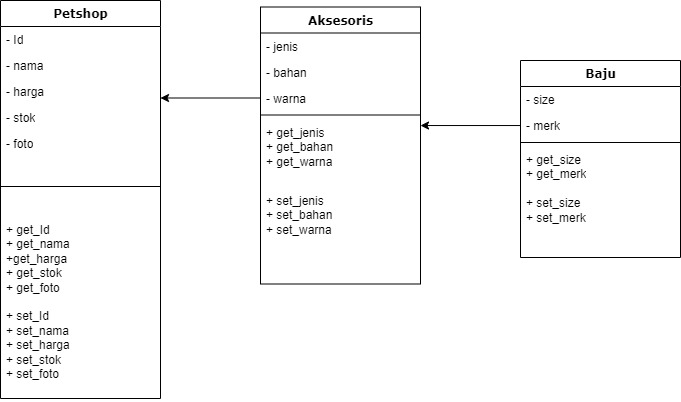 Petshop
- Id
- nama
- harga
- stok
- foto
+ get_Id
+ get_nama
+get_harga
+ get_stok
+ get_foto
+ set_Id
+ set_nama
+ set_harga
+ set_stok
+ set_foto
Aksesoris
- jenis
- bahan
- warna
+ get_jenis
+ get_bahan
+ get_warna
+ set_jenis
+ set_bahan
+ set_warna
Baju
- size
- merk
+ get_size
+ get_merk
+ set_size
+ set_merk